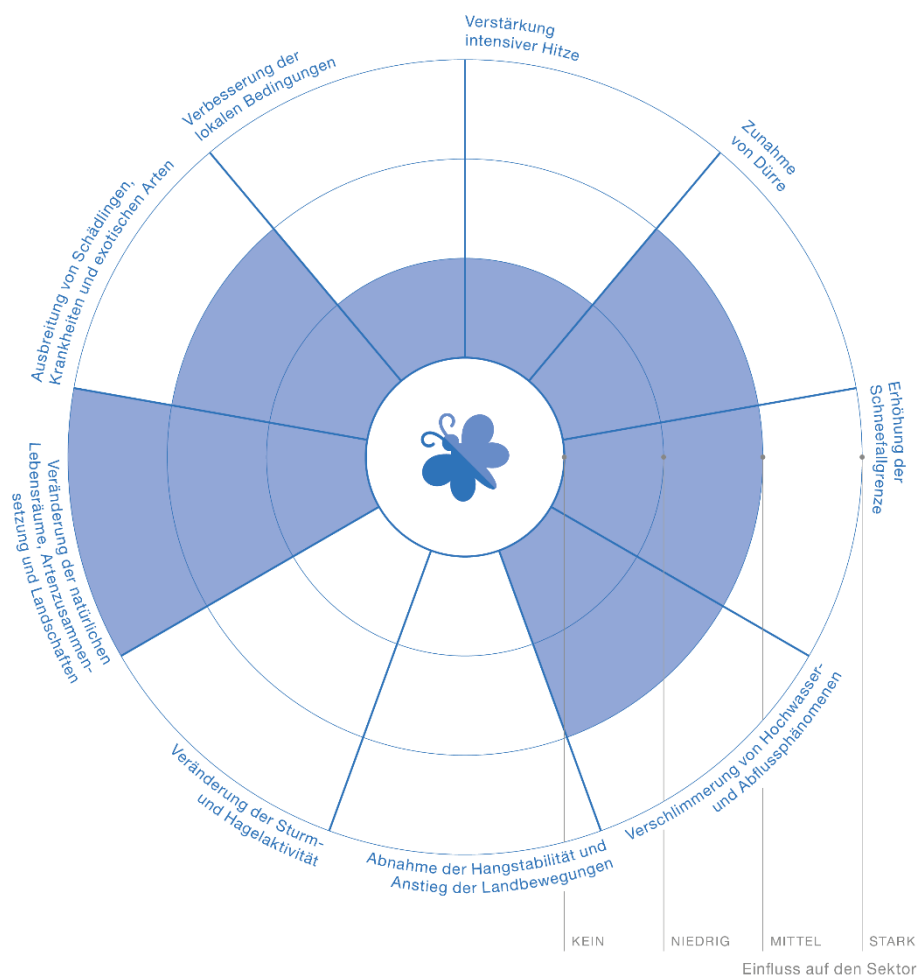 Verstärkung
intensiver Hitze
Zunahme
von Dürre
Erhöhung der
Schneefallgrenze
Verschlimmerung von Hochwasser-
und Abflussphänomenen
Abnahme der Hangstabilität und
Anstieg der Landbewegungen
Veränderung der Sturm-
und Hagelaktivität
Veränderung der natürlichen
Lebensräume, Artenzusammen-
setzung und Landschaften
Ausbreitung von Schädlingen,
Krankheiten und exotischen Arten
Verbesserung der
lokalen Bedingungen
KEIN
NIEDRIG
MITTEL
STARK
Einfluss auf den Sektor